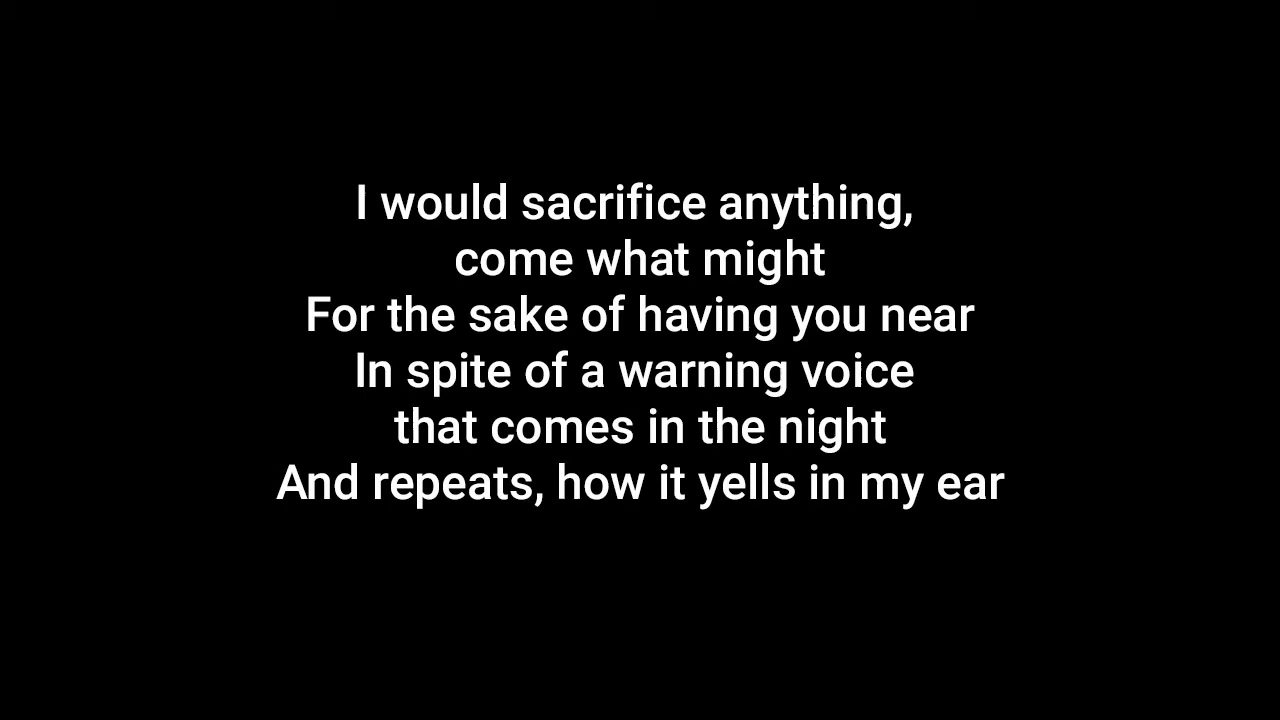 I would sacrifice anything,
come what might
For the sake of having you near
In spite of a warning voice
that comes in the night
And repeats, how it yells in my ear